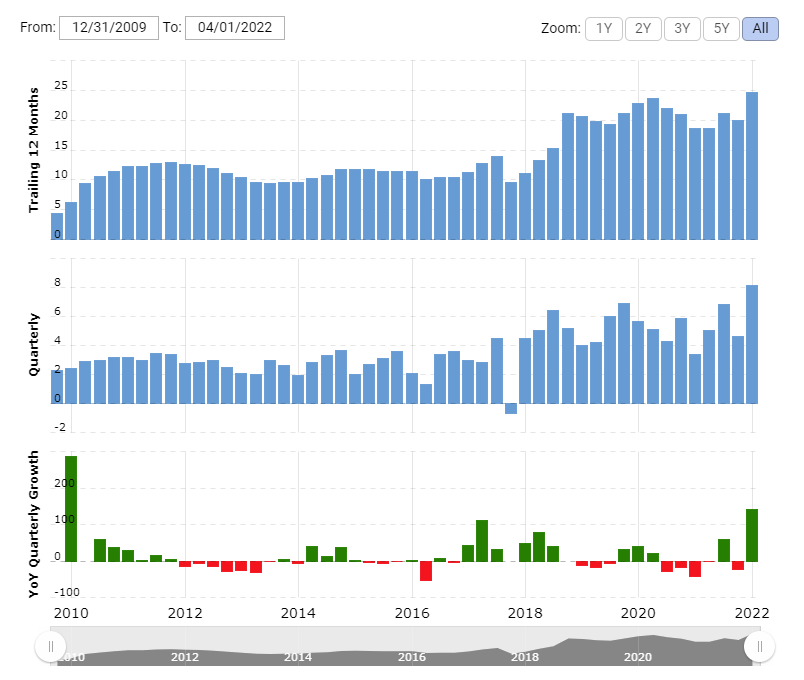 From: 12/31/2009 To: 04/01/2022 Zoom: 1Y 2Y 3Y 5Y All
Trailing 12 Months
25
20
15
10
5
0
Quarterly
8
6
4
2
0
-2
YoY Quarterly Growth
200
100
0
-100
2010 2012 2014 2016 2018 2020 2022
2010 2012 2014 2016 2018 2020